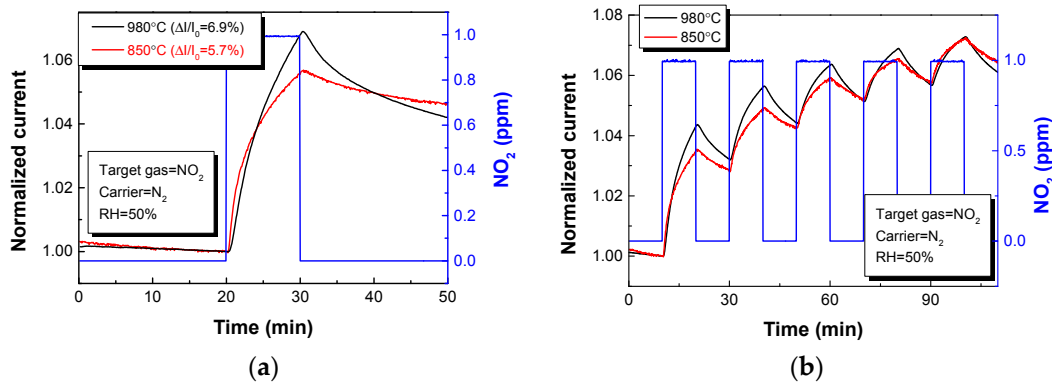 980°C (ΔI/I₀=6.9%)
850°C (ΔI/I₀=5.7%)
Normalized current
1.08
1.06
1.04
1.02
1.00
Target gas=NO₂
Carrier=N₂
RH=50%
0
10
20
30
40
50
Time (min)
1.0
0.8
0.6
0.4
0.2
0.0
NO₂ (ppm)
(a)
980°C
850°C
Normalized current
1.08
1.06
1.04
1.02
1.00
Target gas=NO₂
Carrier=N₂
RH=50%
0
30
60
90
Time (min)
1.0
0.5
0.0
NO₂ (ppm)
(b)